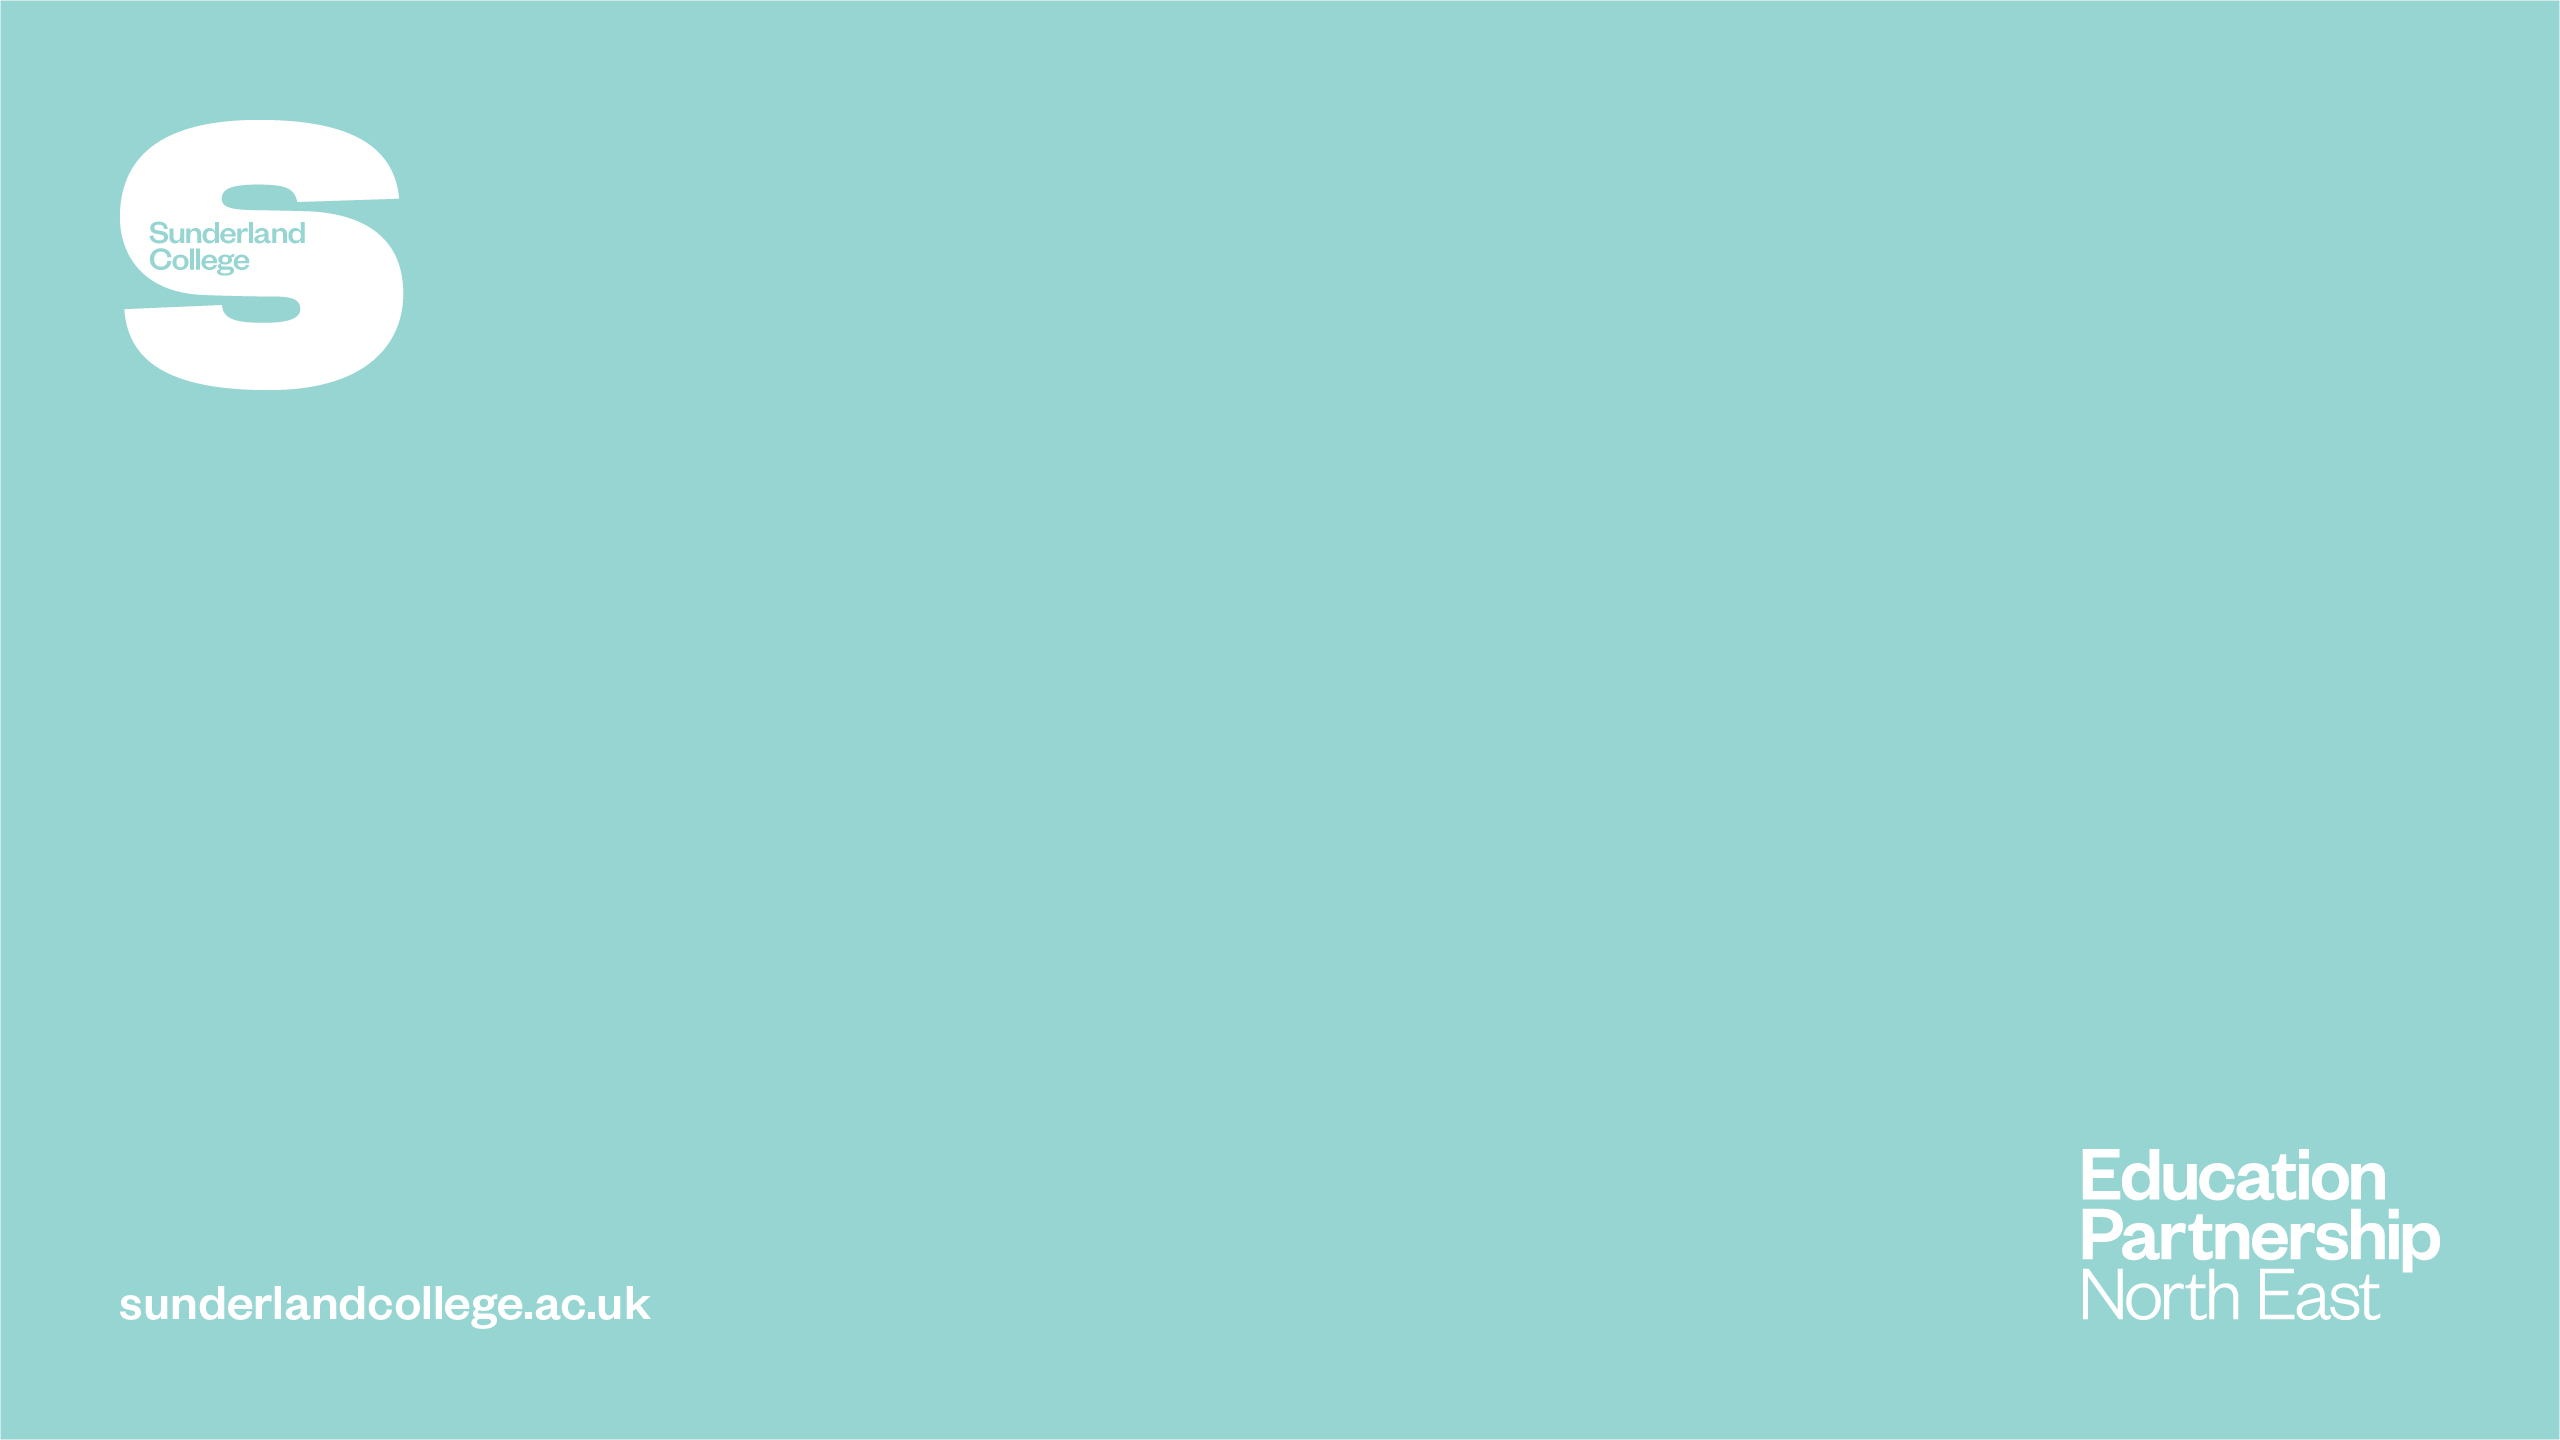 S
Sunderland
College
sunderlandcollege.ac.uk
Education
Partnership
North East